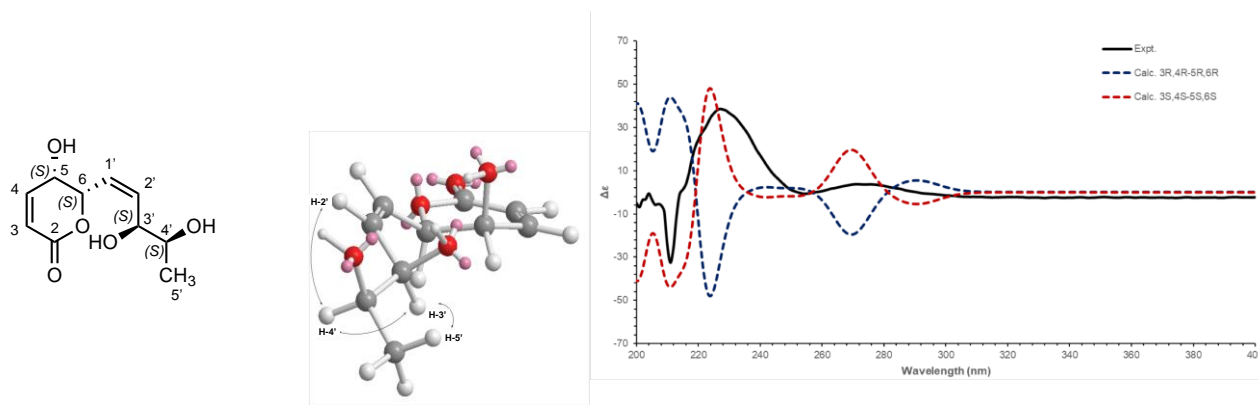 OH
(S)
5
1'
4
6
2'
(S)
3
2
O
(S)
3'
HO
4'
OH
(S)
O
CH3
5'
H-2'
H-4'
H-3'
H-5'
70
50
30
10
-10
-30
-50
-70
Δε
200
220
240
260
280
300
320
340
360
380
40
Wavelength (nm)
Expt.
Calc. 3R,4R-5R,6R
Calc. 3S,4S-5S,6S